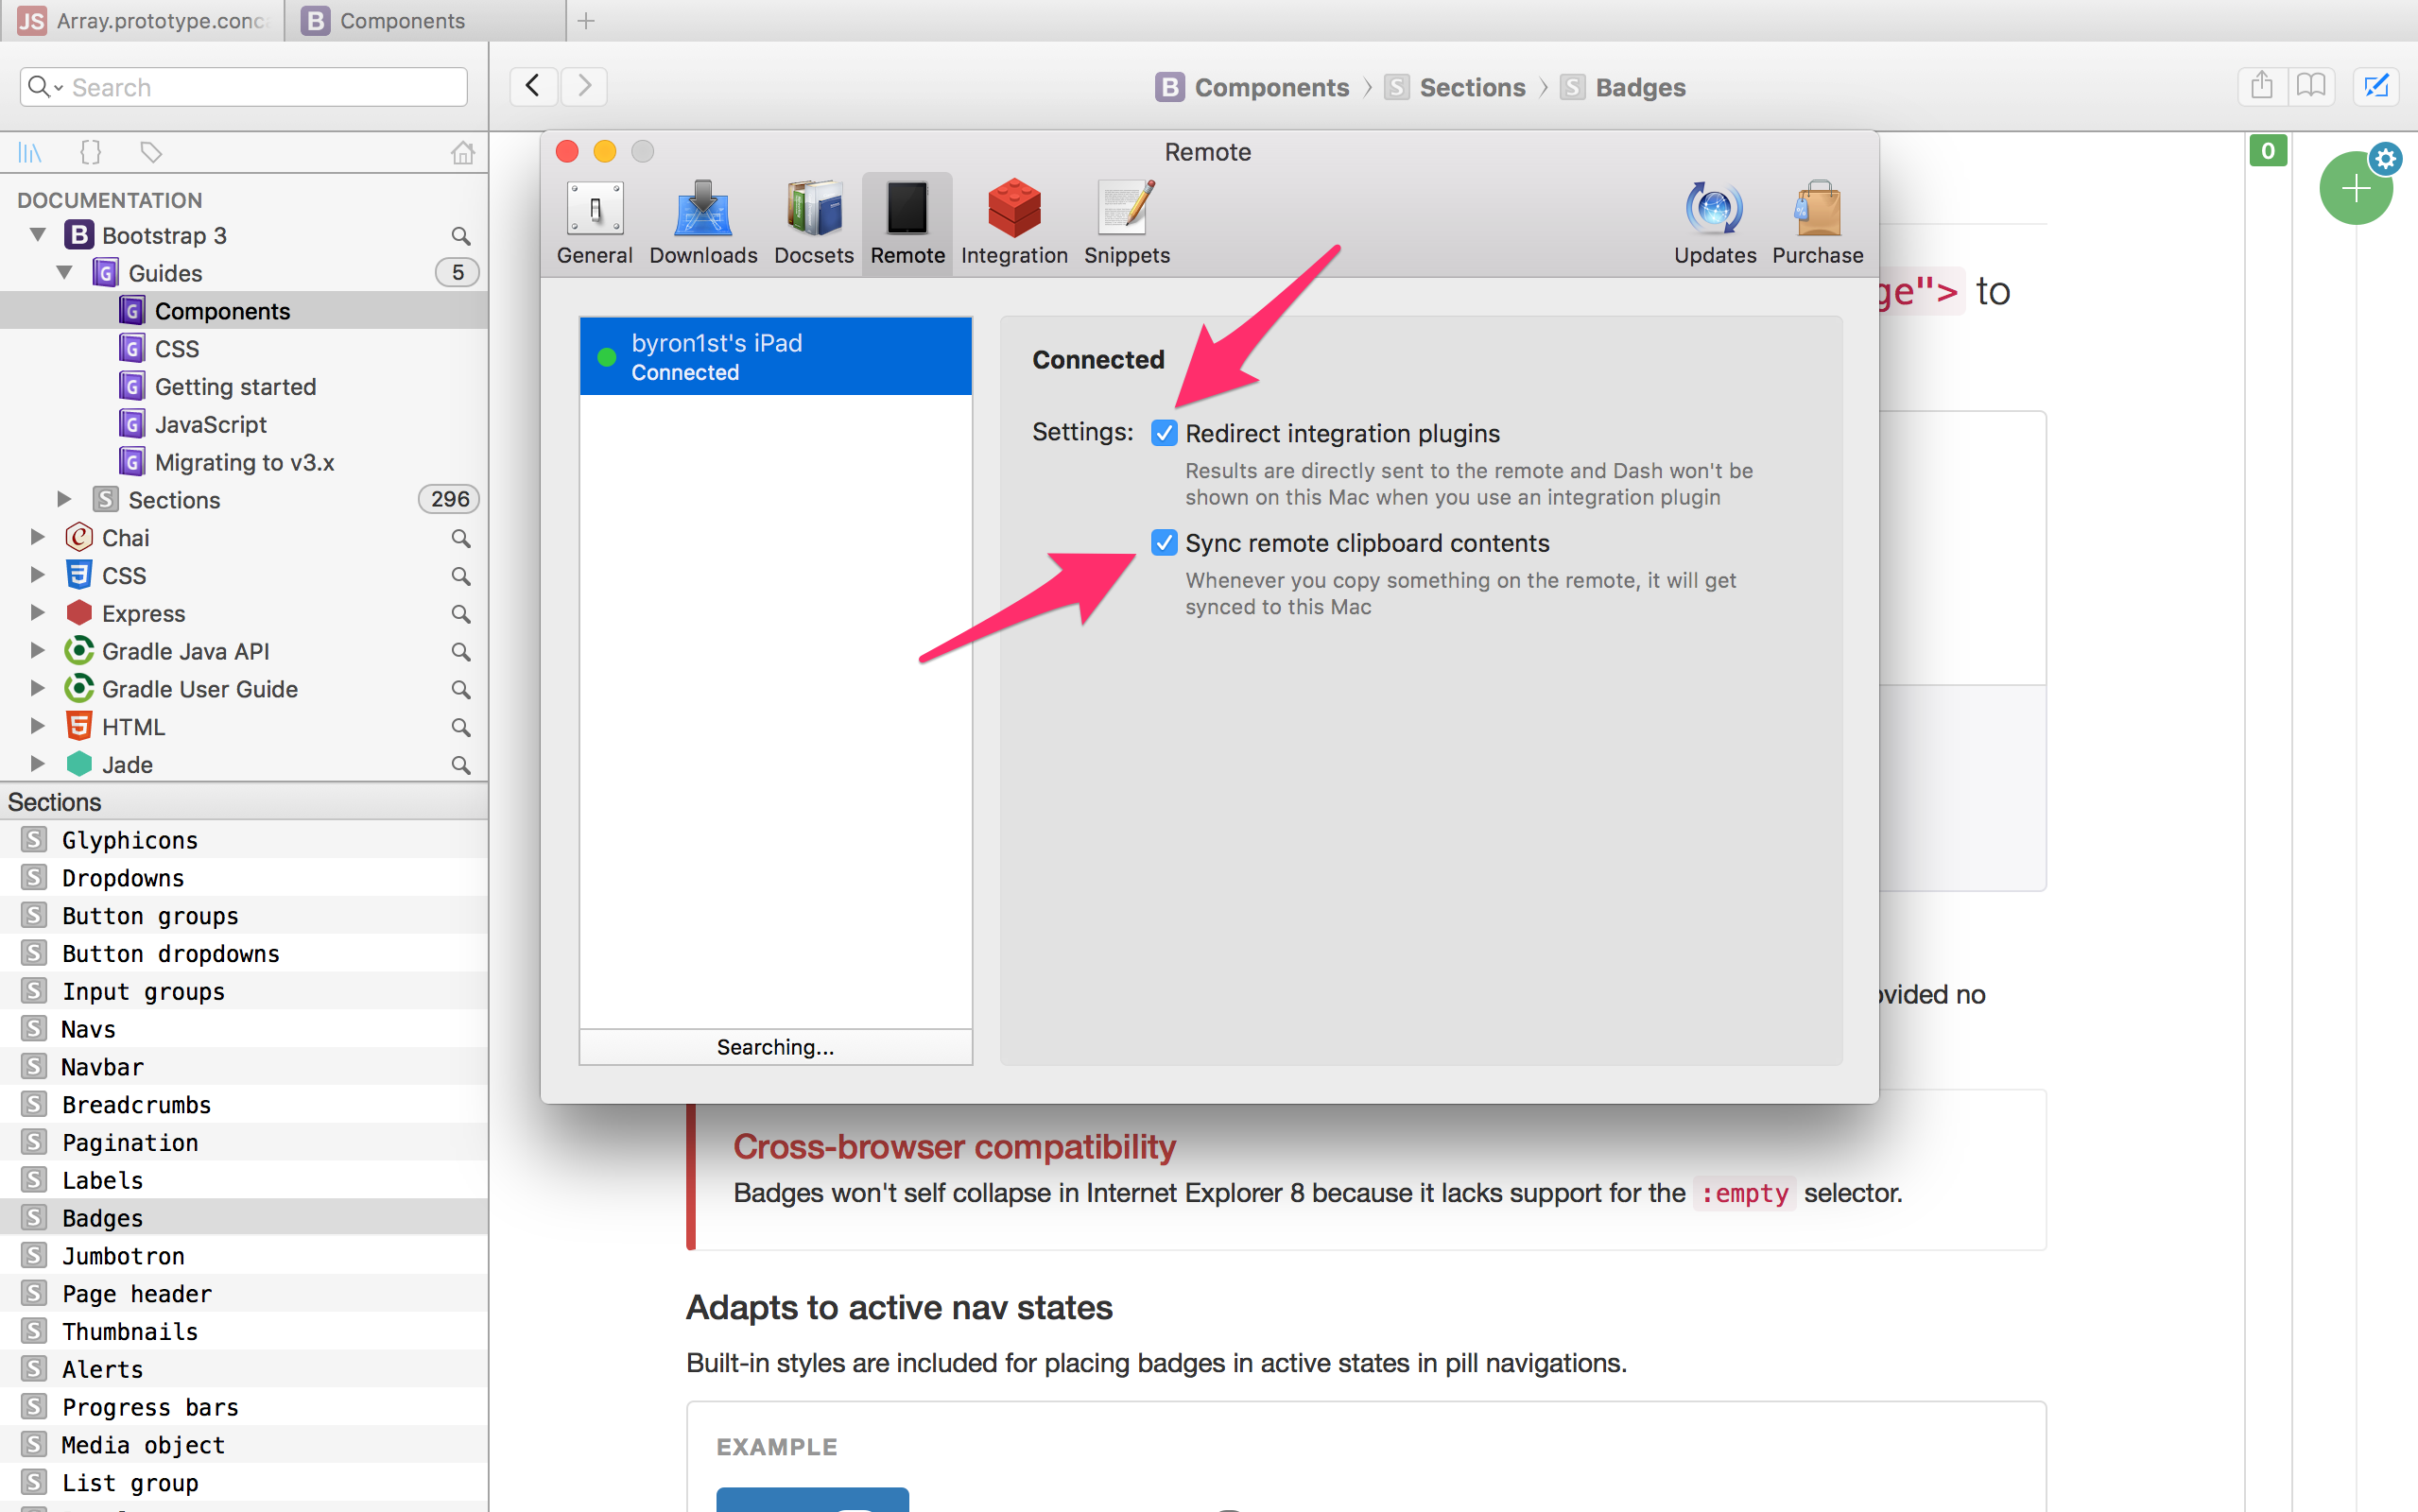 JS Array.prototype.conc
B Components
Search
B Components S Sections S Badges
DOCUMENTATION
B Bootstrap 3
G Guides 5
G Components
G CSS
G Getting started
G JavaScript
G Migrating to v3.x
S Sections 296
Chai
CSS
Express
Gradle Java API
Gradle User Guide
HTML
Jade
Sections
S Glyphicons
S Dropdowns
S Button groups
S Button dropdowns
S Input groups
S Navs
S Navbar
S Breadcrumbs
S Pagination
S Labels
S Badges
S Jumbotron
S Page header
S Thumbnails
S Alerts
S Progress bars
S Media object
S List group
Remote
General Downloads Docsets Remote Integration Snippets Updates Purchase
byron1st's iPad
Connected
Searching...
Connected
Settings: Redirect integration plugins
Results are directly sent to the remote and Dash won't be
shown on this Mac when you use an integration plugin
Sync remote clipboard contents
Whenever you copy something on the remote, it will get
synced to this Mac
0
ge"> to
ovided no
Cross-browser compatibility
Badges won't self collapse in Internet Explorer 8 because it lacks support for the :empty selector.
Adapts to active nav states
Built-in styles are included for placing badges in active states in pill navigations.
EXAMPLE